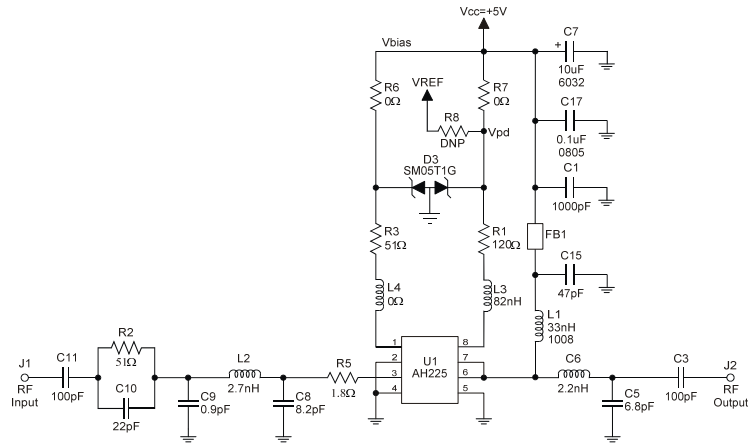 Vcc=+5V
Vbias
C7
+
10uF
6032
R6
0Ω
R7
0Ω
VREF
R8
DNP
Vpd
C17
0.1uF
0805
D3
SM05T1G
C1
1000pF
R3
51Ω
R1
120Ω
FB1
C15
47pF
L4
0Ω
L3
82nH
L1
33nH
1008
J1
RF
Input
C11
100pF
R2
51Ω
C10
22pF
C9
0.9pF
L2
2.7nH
C8
8.2pF
R5
1.8Ω
1
2
3
4
U1
AH225
8
7
6
5
C6
2.2nH
C5
6.8pF
C3
100pF
J2
RF
Output